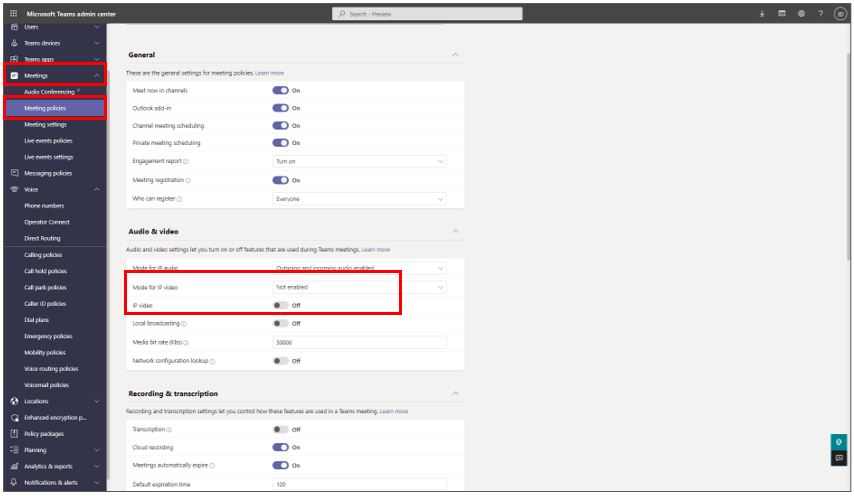 Microsoft Teams admin center
Search - Preview
?
JD
Users
Teams devices
Teams apps
Meetings
Audio Conferencing
Meeting policies
Meeting settings
Live events policies
Live events settings
Messaging policies
Voice
Phone numbers
Operator Connect
Direct Routing
Calling policies
Call hold policies
Call park policies
Caller ID policies
Dial plans
Emergency policies
Mobility policies
Voice routing policies
Voicemail policies
Locations
Enhanced encryption p...
Policy packages
Planning
Analytics & reports
Notifications & alerts
General
These are the general settings for meeting policies. Learn more
Meet now in channels On
Outlook add-in On
Channel meeting scheduling On
Private meeting scheduling On
Engagement report Turn on
Meeting registration On
Who can register Everyone
Audio & video
Audio and video settings let you turn on or off features that are used during Teams meetings. Learn more
Mode for IP audio Outgoing and incoming audio enabled
Mode for IP video Not enabled
IP video Off
Local broadcasting Off
Media bit rate (Kbs) 50000
Network configuration lookup Off
Recording & transcription
Recording and transcription settings let you control how these features are used in a Teams meeting. Learn more
Transcription Off
Cloud recording On
Meetings automatically expire On
Default expiration time 120